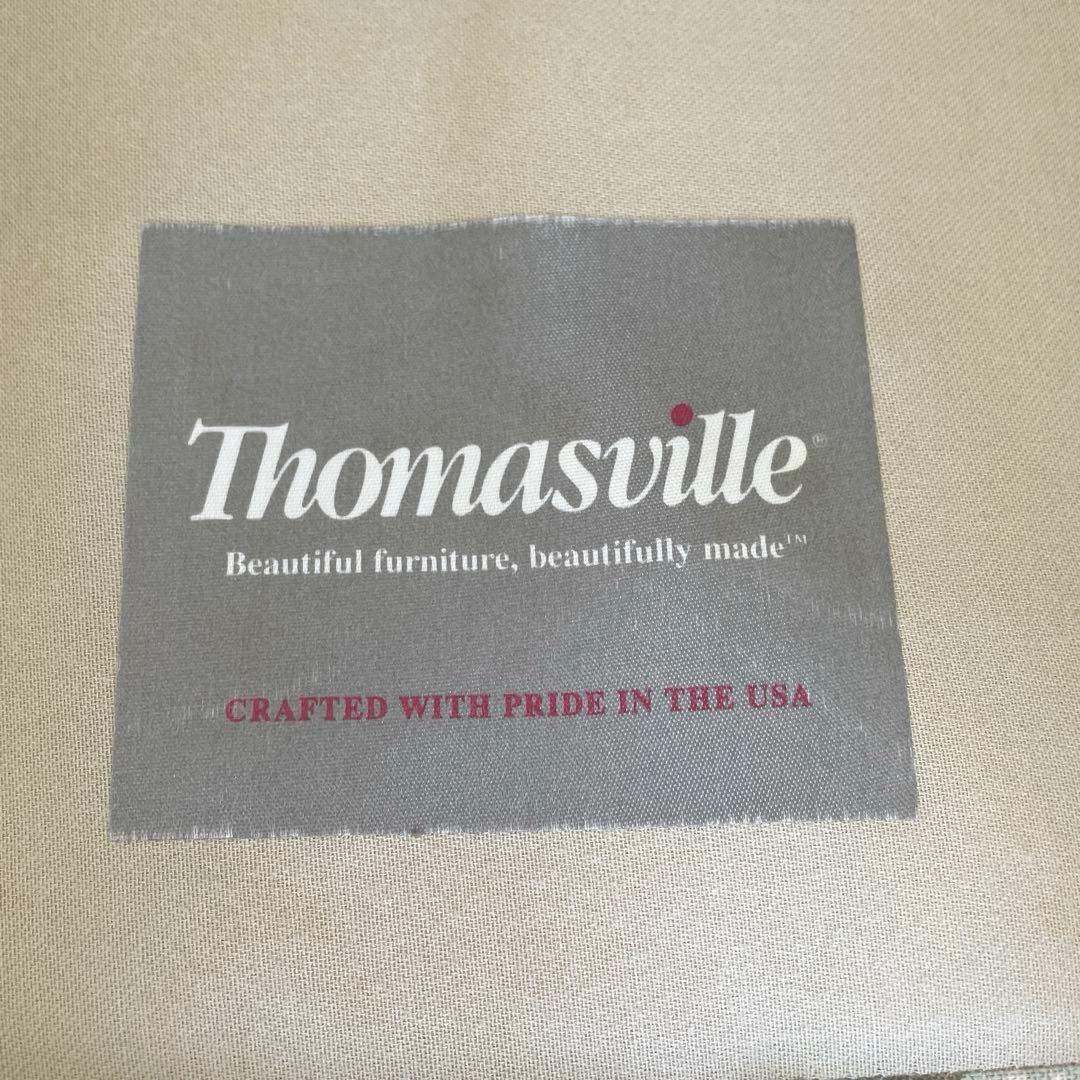 Thomasville®
Beautiful furniture, beautifully made™
CRAFTED WITH PRIDE IN THE USA